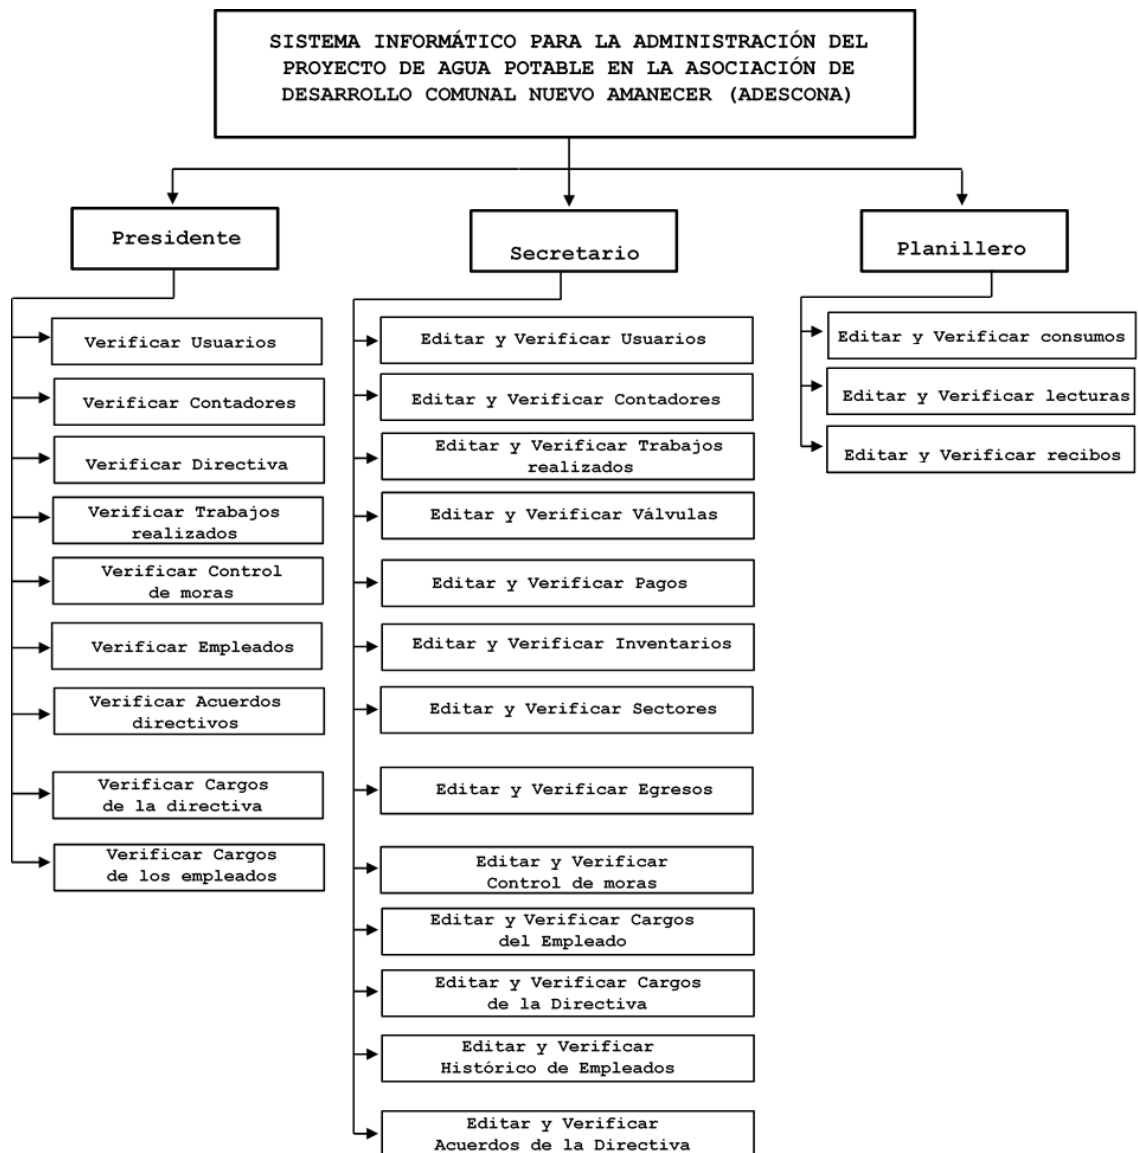 SISTEMA INFORMÁTICO PARA LA ADMINISTRACIÓN DEL
PROYECTO DE AGUA POTABLE EN LA ASOCIACIÓN DE
DESARROLLO COMUNAL NUEVO AMANECER (ADESCONA)
Presidente
Verificar Usuarios
Verificar Contadores
Verificar Directiva
Verificar Trabajos
realizados
Verificar Control
de moras
Verificar Empleados
Verificar Acuerdos
directivos
Verificar Cargos
de la directiva
Verificar Cargos
de los empleados
Secretario
Editar y Verificar Usuarios
Editar y Verificar Contadores
Editar y Verificar Trabajos
realizados
Editar y Verificar Válvulas
Editar y Verificar Pagos
Editar y Verificar Inventarios
Editar y Verificar Sectores
Editar y Verificar Egresos
Editar y Verificar
Control de moras
Editar y Verificar Cargos
del Empleado
Editar y Verificar Cargos
de la Directiva
Editar y Verificar
Histórico de Empleados
Editar y Verificar
Acuerdos de la Directiva
Planillero
Editar y Verificar consumos
Editar y Verificar lecturas
Editar y Verificar recibos